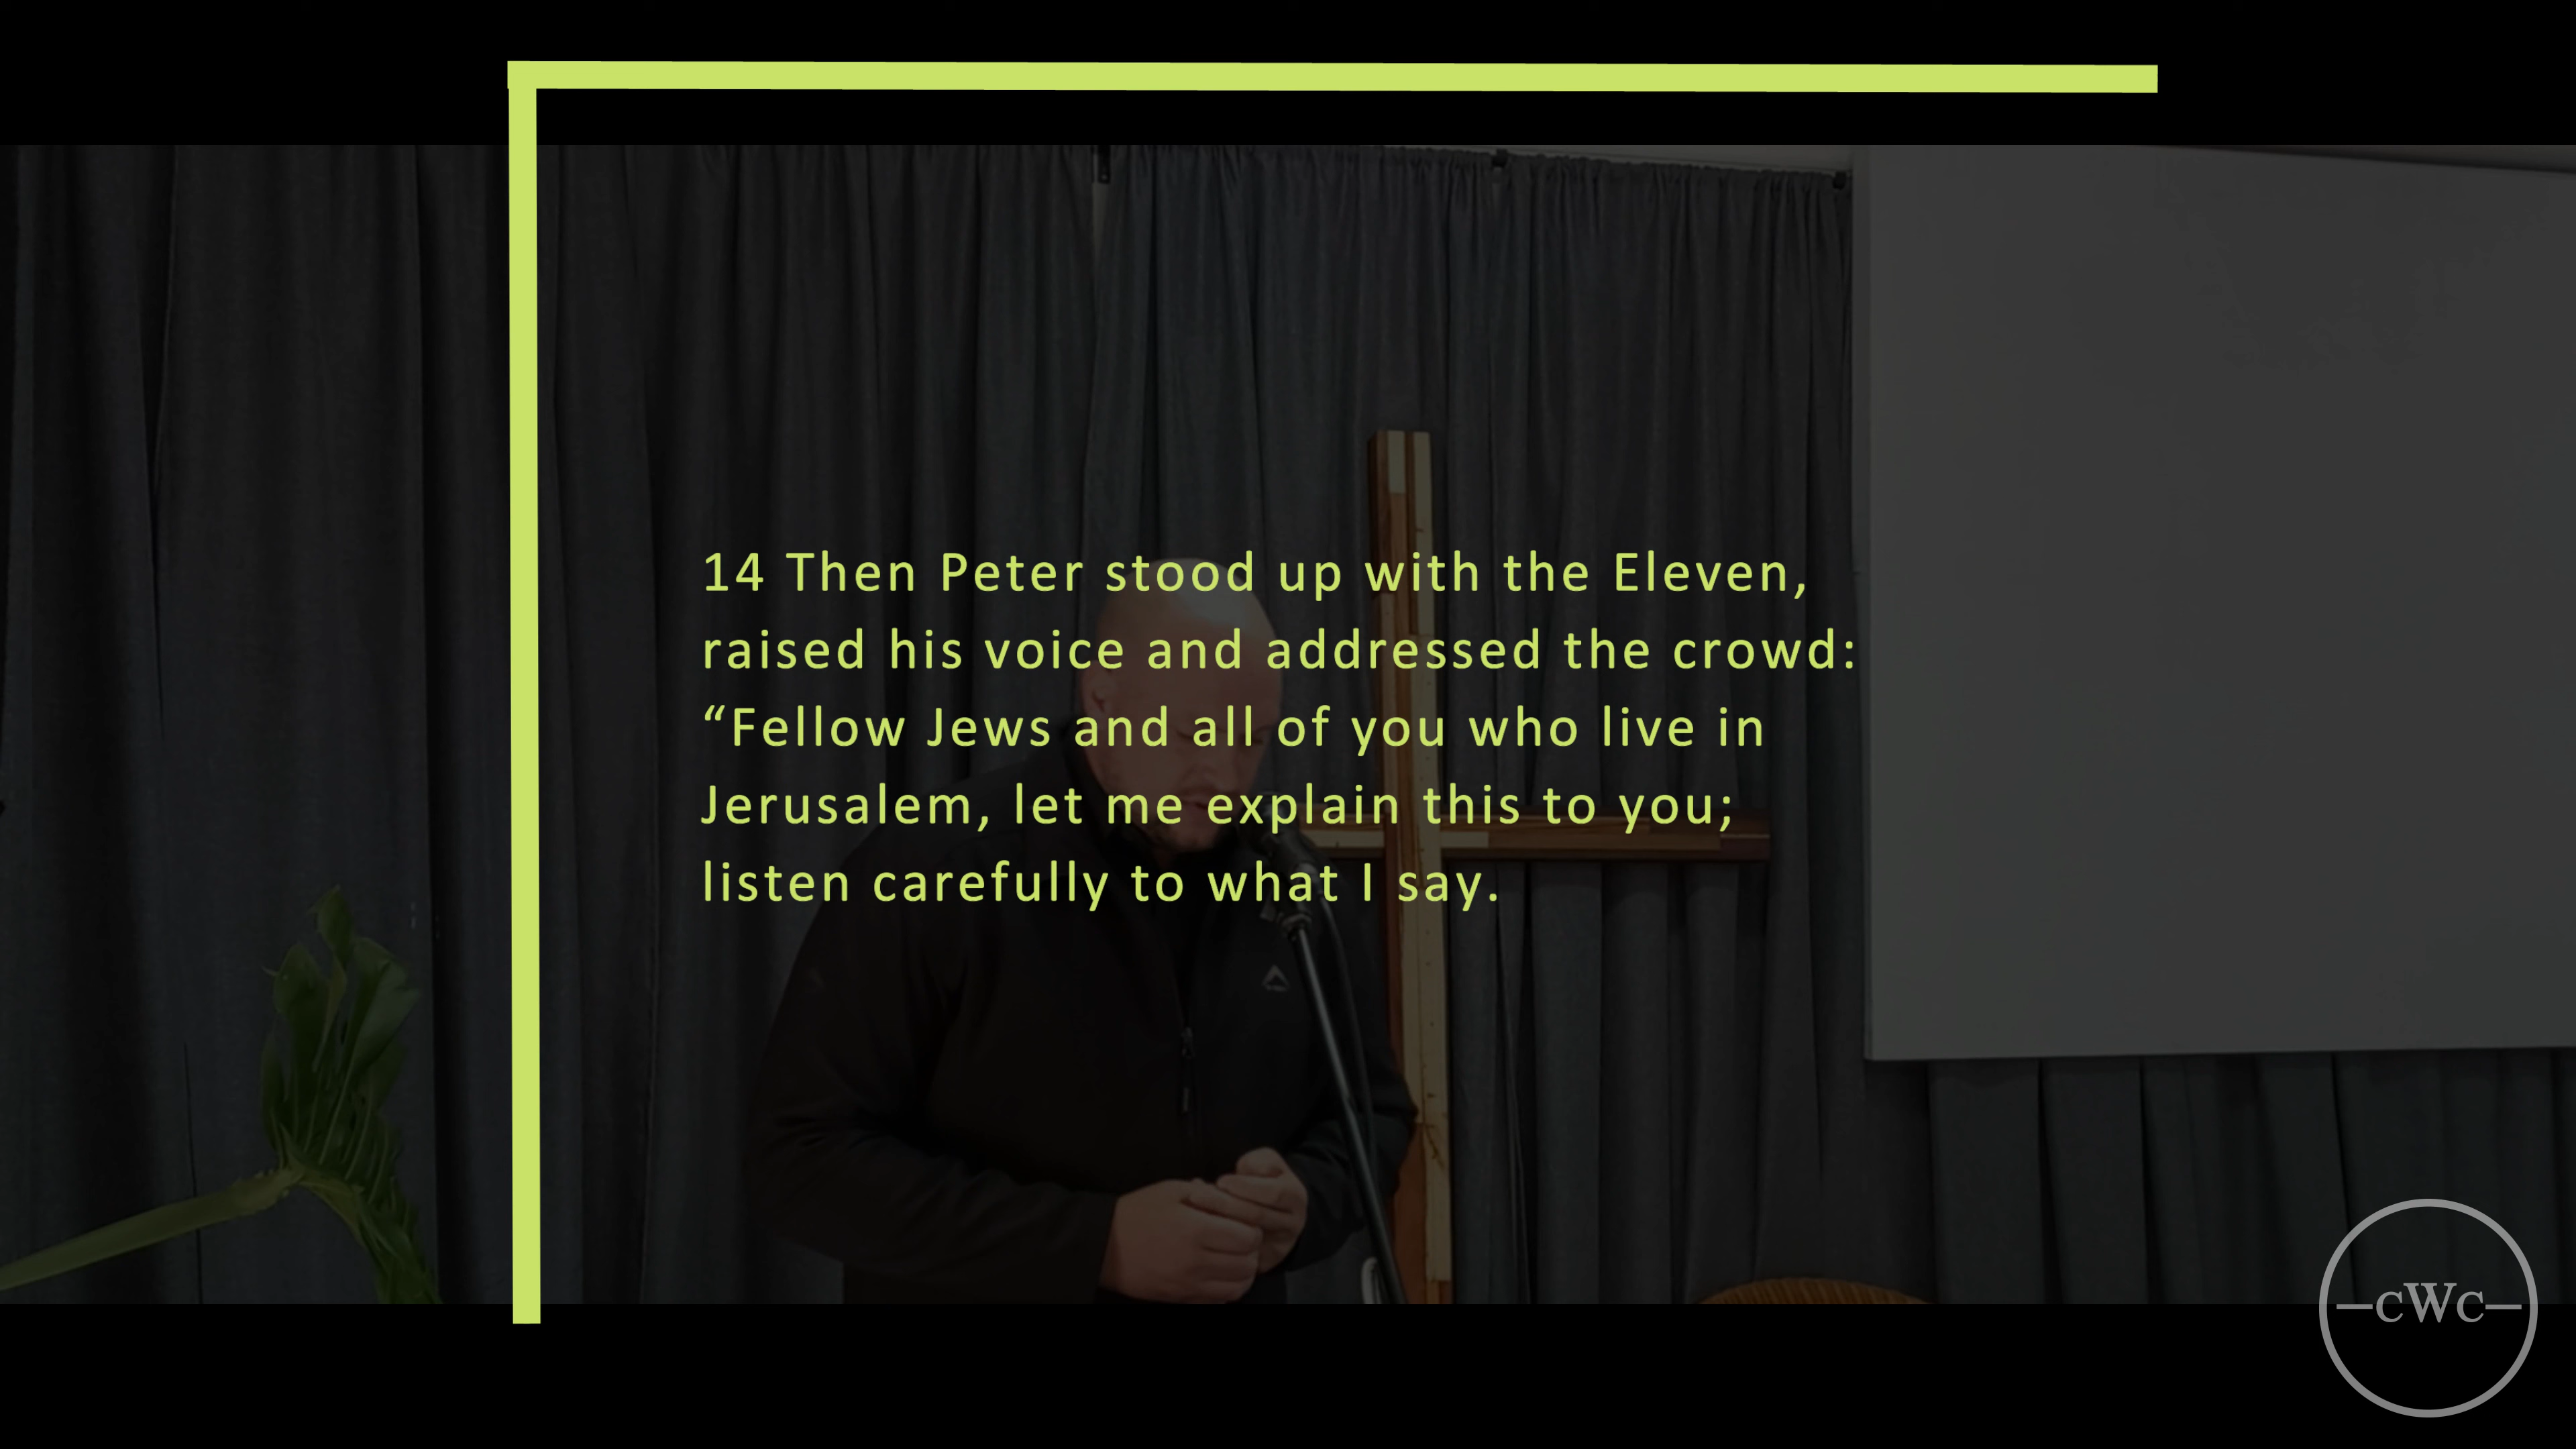 14 Then Peter stood up with the Eleven,
raised his voice and addressed the crowd:
“Fellow Jews and all of you who live in
Jerusalem, let me explain this to you;
listen carefully to what I say.
cWc